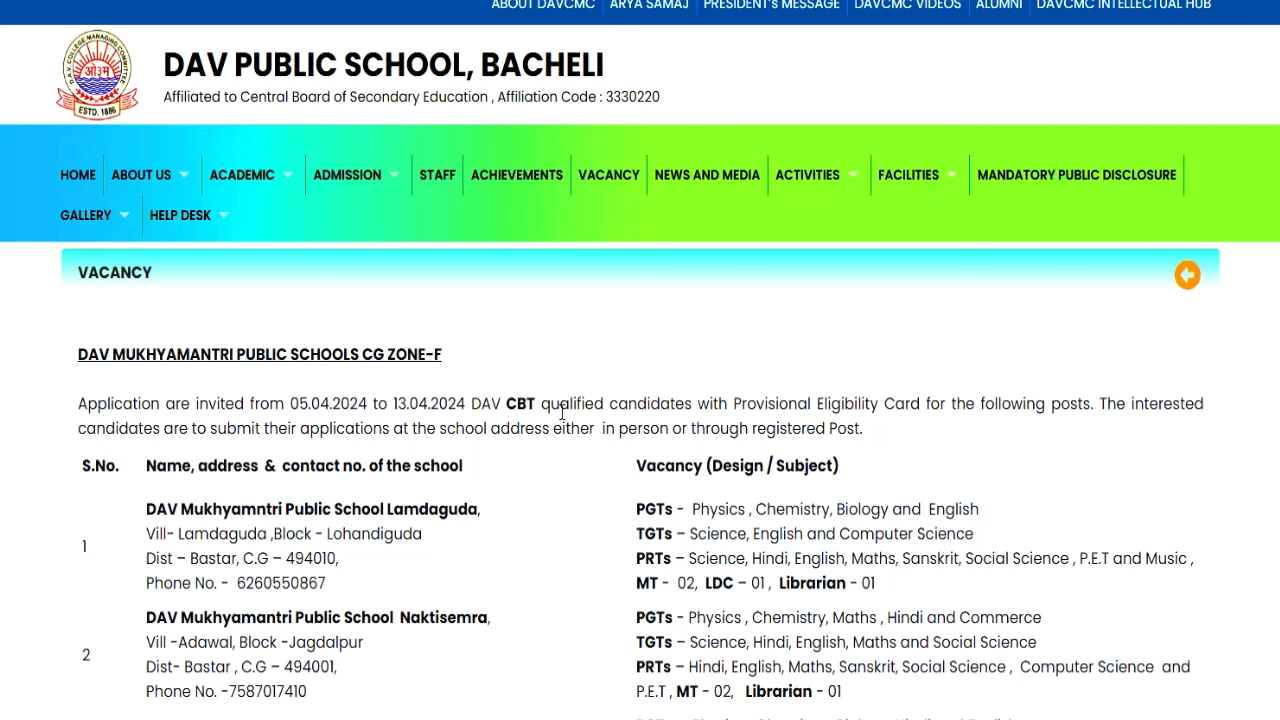 ABOUT DAVCMC ARYA SAMAJ PRESIDENT's MESSAGE DAVCMC VIDEOS ALUMNI DAVCMC INTELLECTUAL HUB
D.A.V. COLLEGE MANAGING COMMITTEE
ओ३म्
ESTD. 1886
DAV PUBLIC SCHOOL, BACHELI
Affiliated to Central Board of Secondary Education , Affiliation Code : 3330220
HOME ABOUT US ACADEMIC ADMISSION STAFF ACHIEVEMENTS VACANCY NEWS AND MEDIA ACTIVITIES FACILITIES MANDATORY PUBLIC DISCLOSURE
GALLERY HELP DESK
VACANCY
DAV MUKHYAMANTRI PUBLIC SCHOOLS CG ZONE-F
Application are invited from 05.04.2024 to 13.04.2024 DAV CBT qualified candidates with Provisional Eligibility Card for the following posts. The interested
candidates are to submit their applications at the school address either in person or through registered Post.
S.No. Name, address & contact no. of the school Vacancy (Design / Subject)
1
DAV Mukhyamntri Public School Lamdaguda,
Vill- Lamdaguda ,Block - Lohandiguda
Dist – Bastar, C.G – 494010,
Phone No. - 6260550867
PGTs - Physics , Chemistry, Biology and English
TGTs – Science, English and Computer Science
PRTs – Science, Hindi, English, Maths, Sanskrit, Social Science , P.E.T and Music ,
MT - 02, LDC – 01 , Librarian - 01
2
DAV Mukhyamantri Public School Naktisemra,
Vill -Adawal, Block -Jagdalpur
Dist- Bastar , C.G – 494001,
Phone No. -7587017410
PGTs - Physics , Chemistry, Maths , Hindi and Commerce
TGTs – Science, Hindi, English, Maths and Social Science
PRTs – Hindi, English, Maths, Sanskrit, Social Science , Computer Science and
P.E.T , MT - 02, Librarian - 01